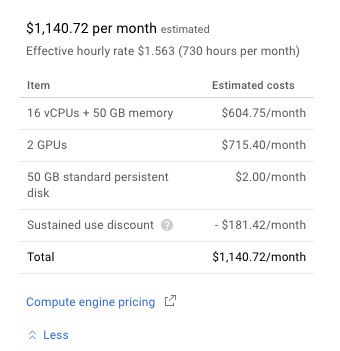 $1,140.72 per month estimated
Effective hourly rate $1.563 (730 hours per month)
Item Estimated costs
16 vCPUs + 50 GB memory $604.75/month
2 GPUs $715.40/month
50 GB standard persistent $2.00/month
disk
Sustained use discount ? - $181.42/month
Total $1,140.72/month
Compute engine pricing
Less